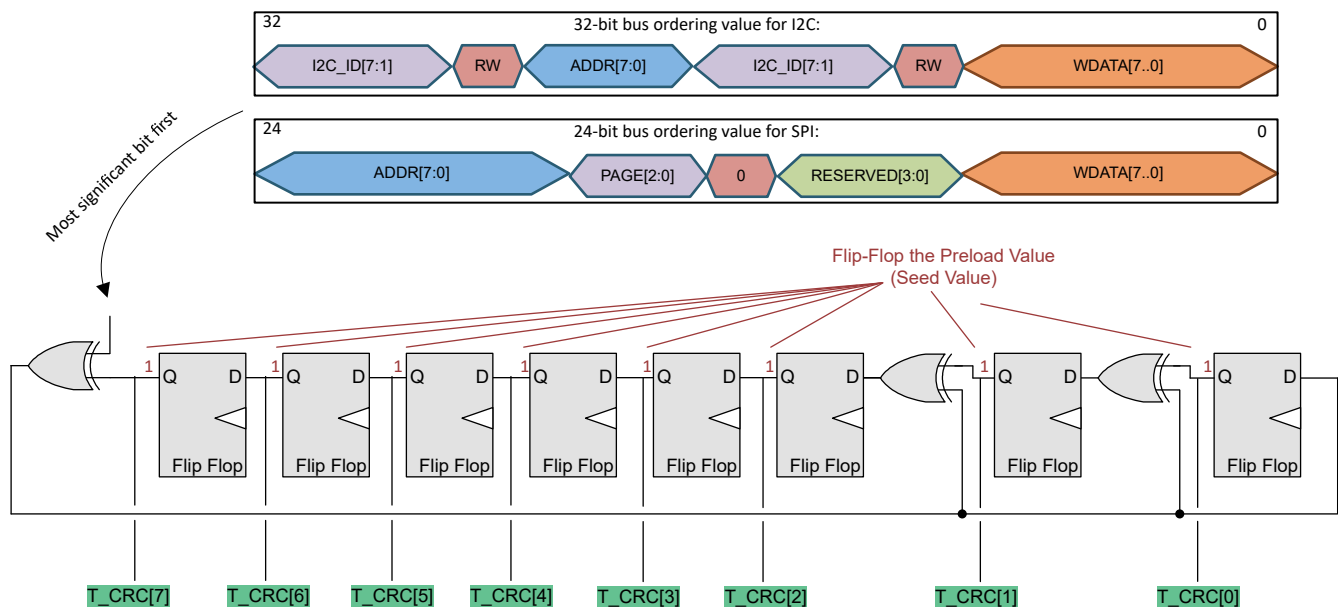 32 32-bit bus ordering value for I2C: 0
I2C_ID[7:1] RW ADDR[7:0] I2C_ID[7:1] RW WDATA[7..0]
24 24-bit bus ordering value for SPI: 0
ADDR[7:0] PAGE[2:0] 0 RESERVED[3:0] WDATA[7..0]
Most significant bit first
Flip-Flop the Preload Value
(Seed Value)
1 1 1 1 1 1 1 1
Q D Q D Q D Q D Q D Q D Q D Q D
Flip Flop Flip Flop Flip Flop Flip Flop Flip Flop Flip Flop Flip Flop Flip Flop
T_CRC[7] T_CRC[6] T_CRC[5] T_CRC[4] T_CRC[3] T_CRC[2] T_CRC[1] T_CRC[0]